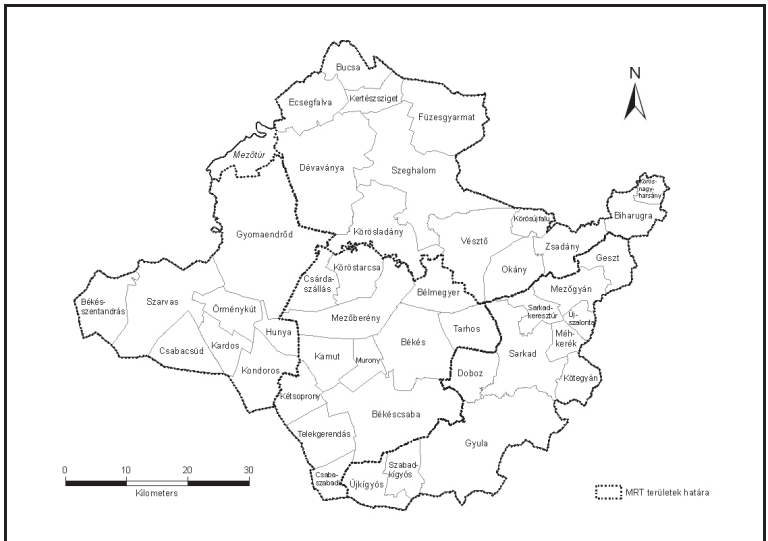 Bucsa
N
Ecsegfalva
Kertészsziget
Füzesgyarmat
Mezőtúr
Dévaványa
Szeghalom
Körös-
nagy-
harsány
Biharugra
Körösújfalu
Gyomaendrőd
Körösladány
Vésztő
Zsadány
Geszt
Okány
Köröstarcsa
Csárda-
szállás
Bélmegyer
Mezőgyán
Békés-
szentandrás
Szarvas
Örménykút
Sarkad-
keresztúr
Új-
szalonta
Mezőberény
Hunya
Tarhos
Méh-
kerék
Csabacsűd
Kardos
Kamut
Murony
Békés
Sarkad
Kondoros
Doboz
Kötegyán
Kétsoprony
Békéscsaba
Telekgerendás
Gyula
Szabad-
kígyós
Csaba-
szabadi
Újkígyós
0 10 20 30
Kilometers
MRT területek határa